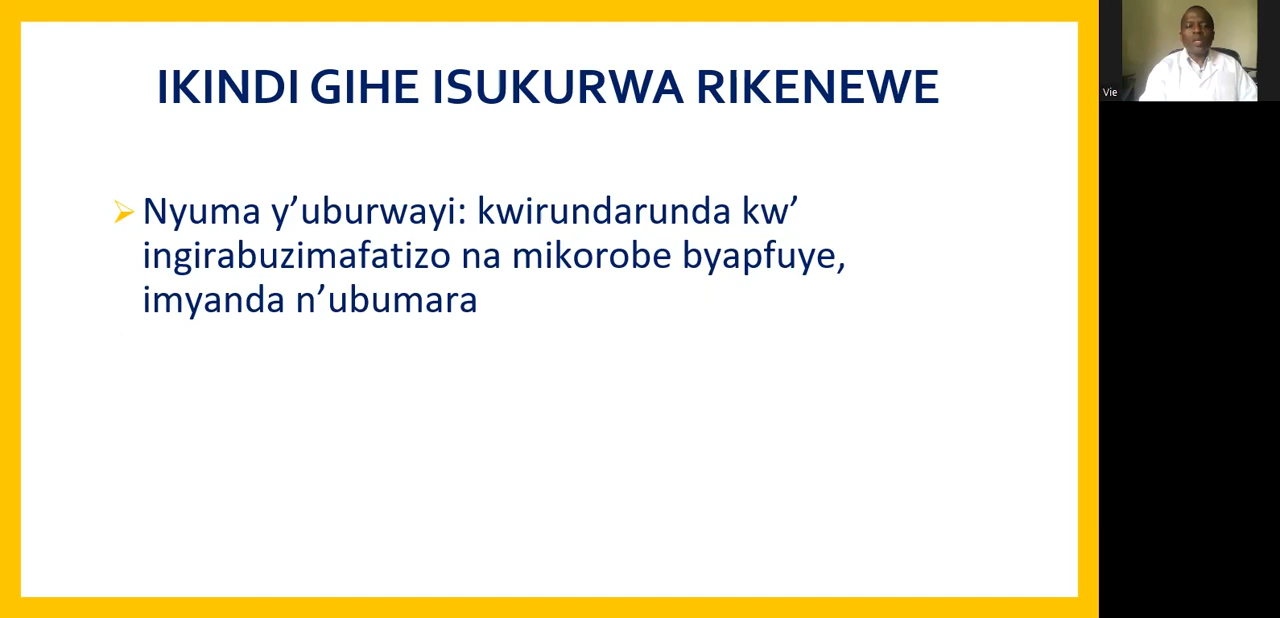 IKINDI GIHE ISUKURWA RIKENEWE
Nyuma y’uburwayi: kwirundarunda kw’
ingirabuzimafatizo na mikorobe byapfuye,
imyanda n’ubumara
Vie